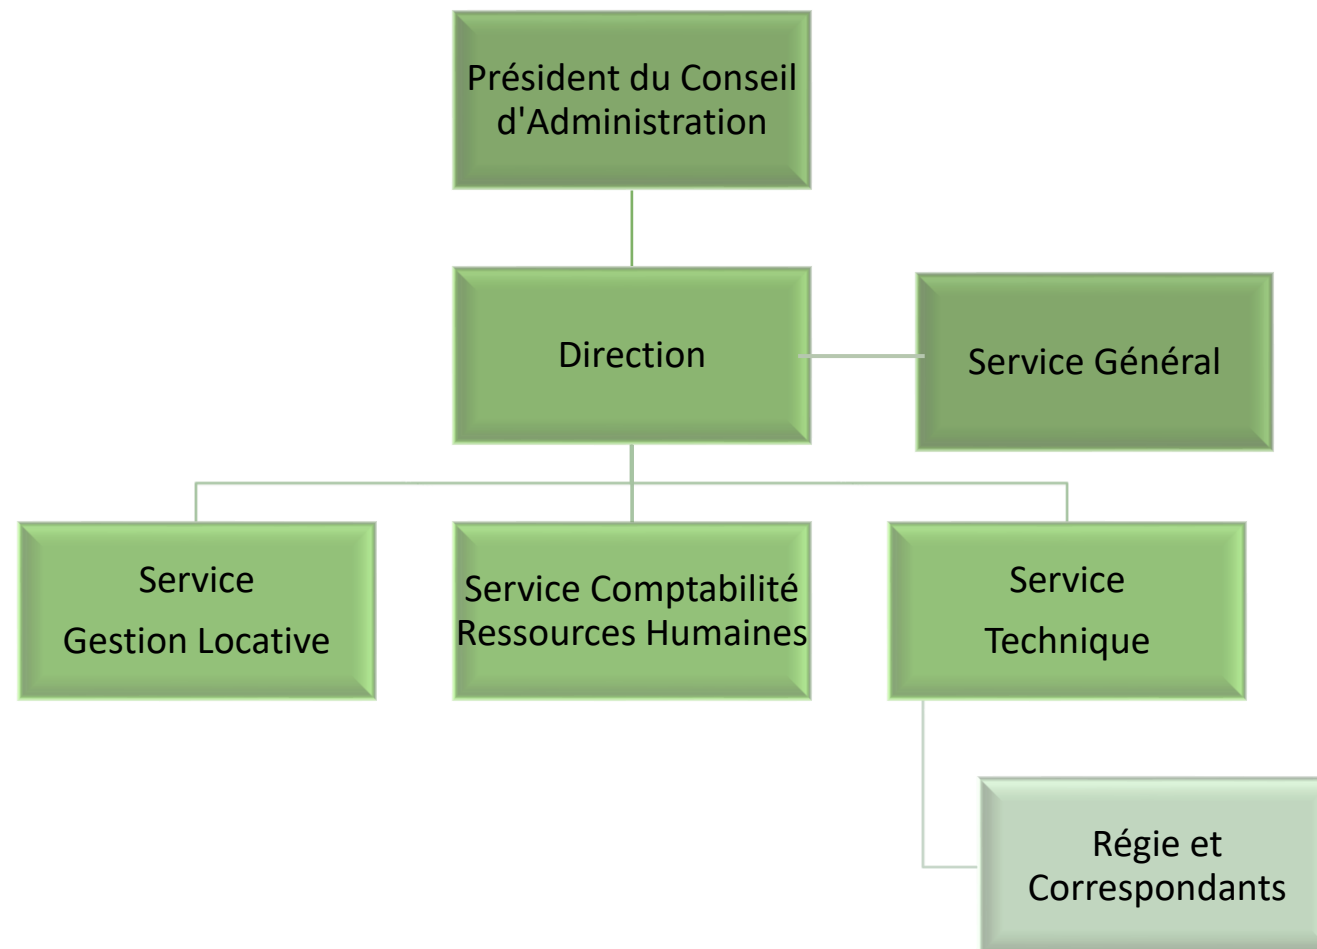 Président du Conseil
d'Administration
Direction
Service Général
Service
Gestion Locative
Service Comptabilité
Ressources Humaines
Service
Technique
Régie et
Correspondants